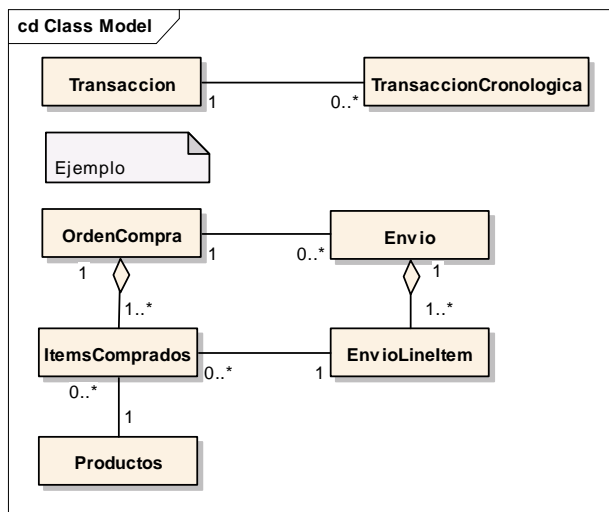 cd Class Model
Transaccion
TransaccionCronologica
1
0..*
Ejemplo
OrdenCompra
Envio
1
0..*
1
1
1..*
1..*
ItemsComprados
EnvioLineItem
0..*
1
0..*
1
Productos